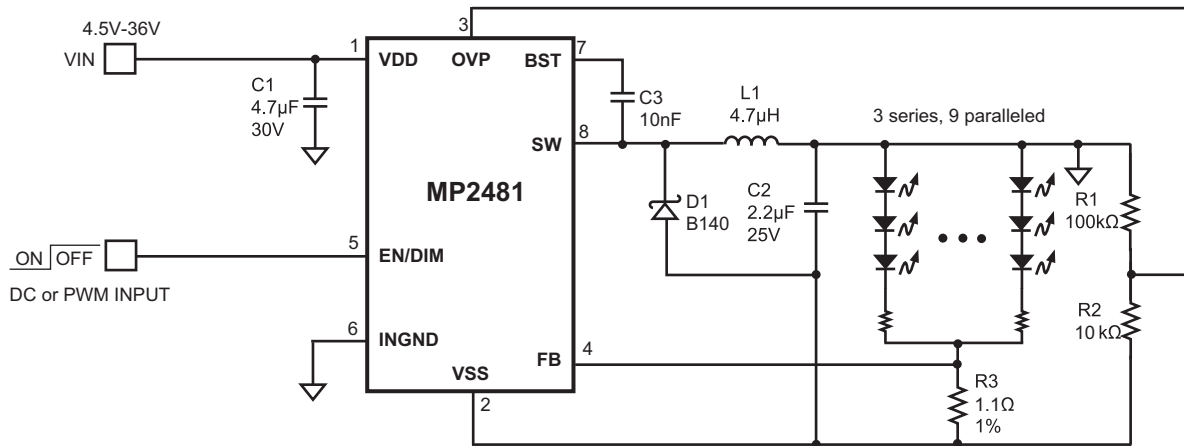 4.5V-36V
VIN
1
VDD
3
OVP
7
BST
C1
4.7µF
30V
C3
10nF
L1
4.7µH
3 series, 9 paralleled
8
SW
MP2481
D1
B140
C2
2.2µF
25V
R1
100kΩ
ON OFF
5
EN/DIM
DC or PWM INPUT
R2
10 kΩ
6
INGND
4
FB
VSS
2
R3
1.1Ω
1%